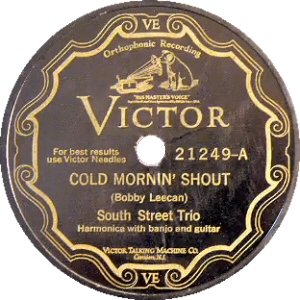 VE
Orthophonic Recording
"HIS MASTER'S VOICE"
VICTOR
For best results
use Victor Needles
21249-A
COLD MORNIN' SHOUT
(Bobby Leecan)
South Street Trio
Harmonica with banjo and guitar
VICTOR TALKING MACHINE CO.
Camden, N.J.
VE